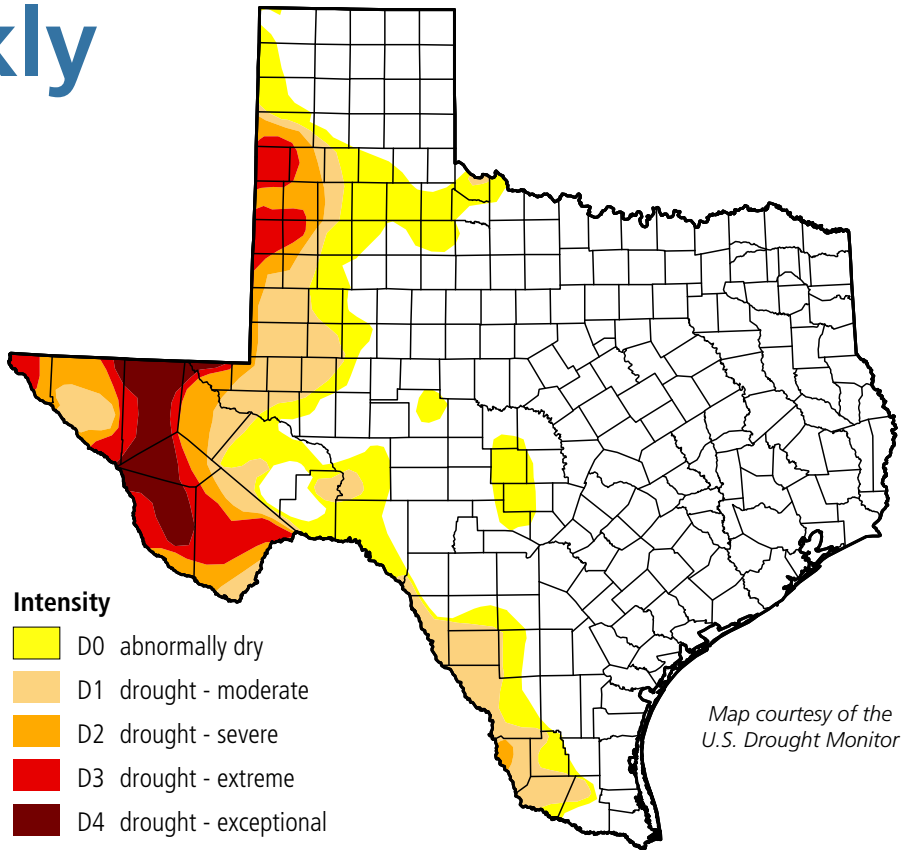 kly
Intensity
D0 abnormally dry
D1 drought - moderate
D2 drought - severe
D3 drought - extreme
D4 drought - exceptional
Map courtesy of the
U.S. Drought Monitor